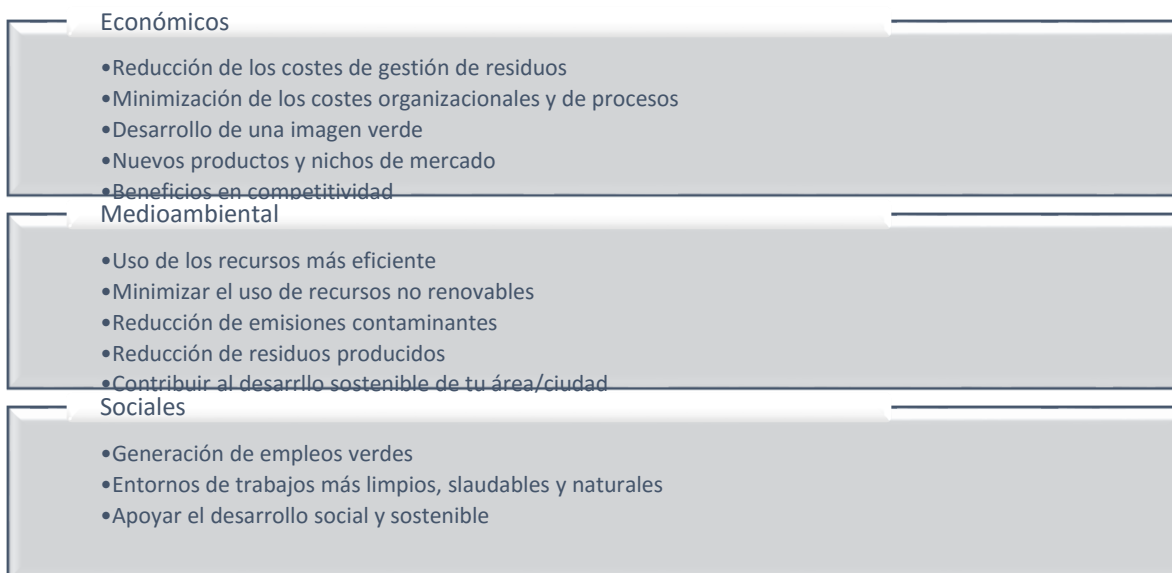 Económicos
•Reducción de los costes de gestión de residuos
•Minimización de los costes organizacionales y de procesos
•Desarrollo de una imagen verde
•Nuevos productos y nichos de mercado
•Beneficios en competitividad
Medioambiental
•Uso de los recursos más eficiente
•Minimizar el uso de recursos no renovables
•Reducción de emisiones contaminantes
•Reducción de residuos producidos
•Contribuir al desarrllo sostenible de tu área/ciudad
Sociales
•Generación de empleos verdes
•Entornos de trabajos más limpios, slaudables y naturales
•Apoyar el desarrollo social y sostenible